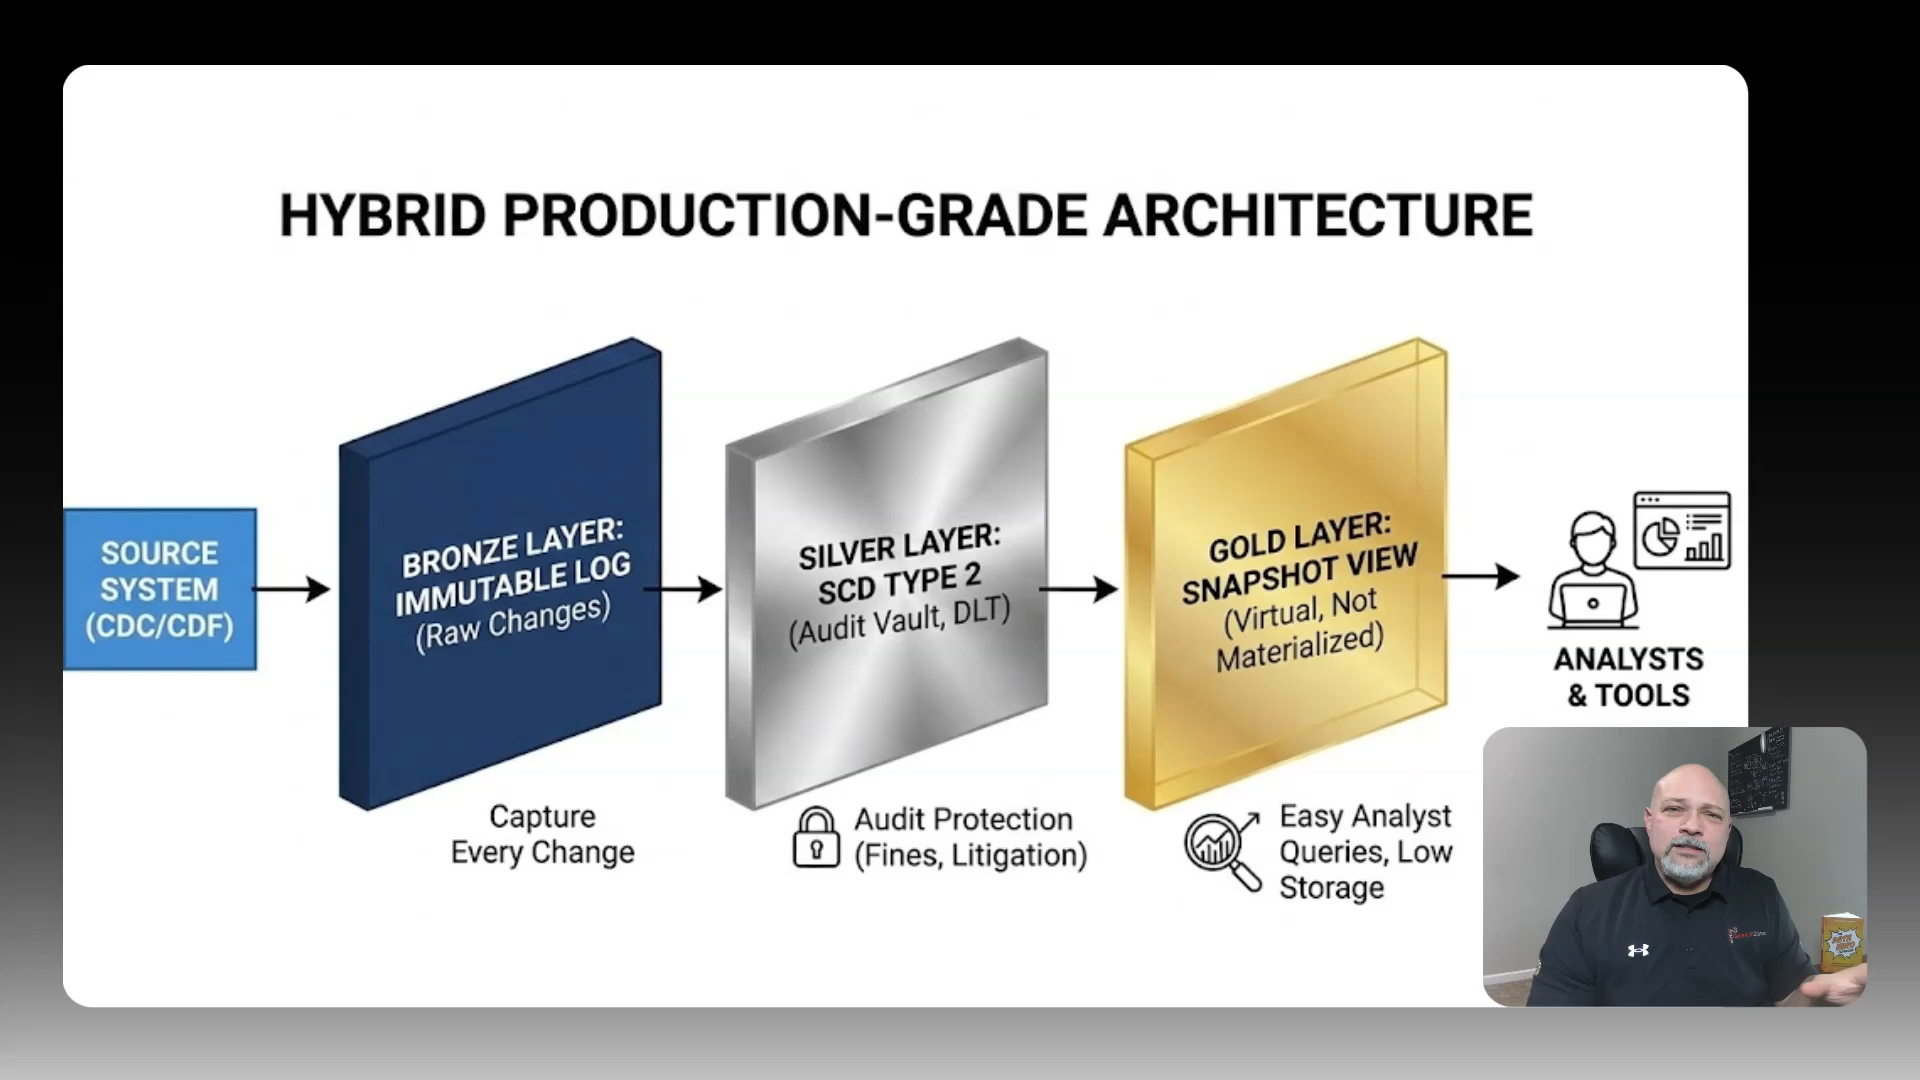 HYBRID PRODUCTION-GRADE ARCHITECTURE
SOURCE
SYSTEM
(CDC/CDF)
BRONZE LAYER:
IMMUTABLE LOG
(Raw Changes)
Capture
Every Change
SILVER LAYER:
SCD TYPE 2
(Audit Vault, DLT)
Audit Protection
(Fines, Litigation)
GOLD LAYER:
SNAPSHOT VIEW
(Virtual, Not
Materialized)
Easy Analyst
Queries, Low
Storage
ANALYSTS
& TOOLS